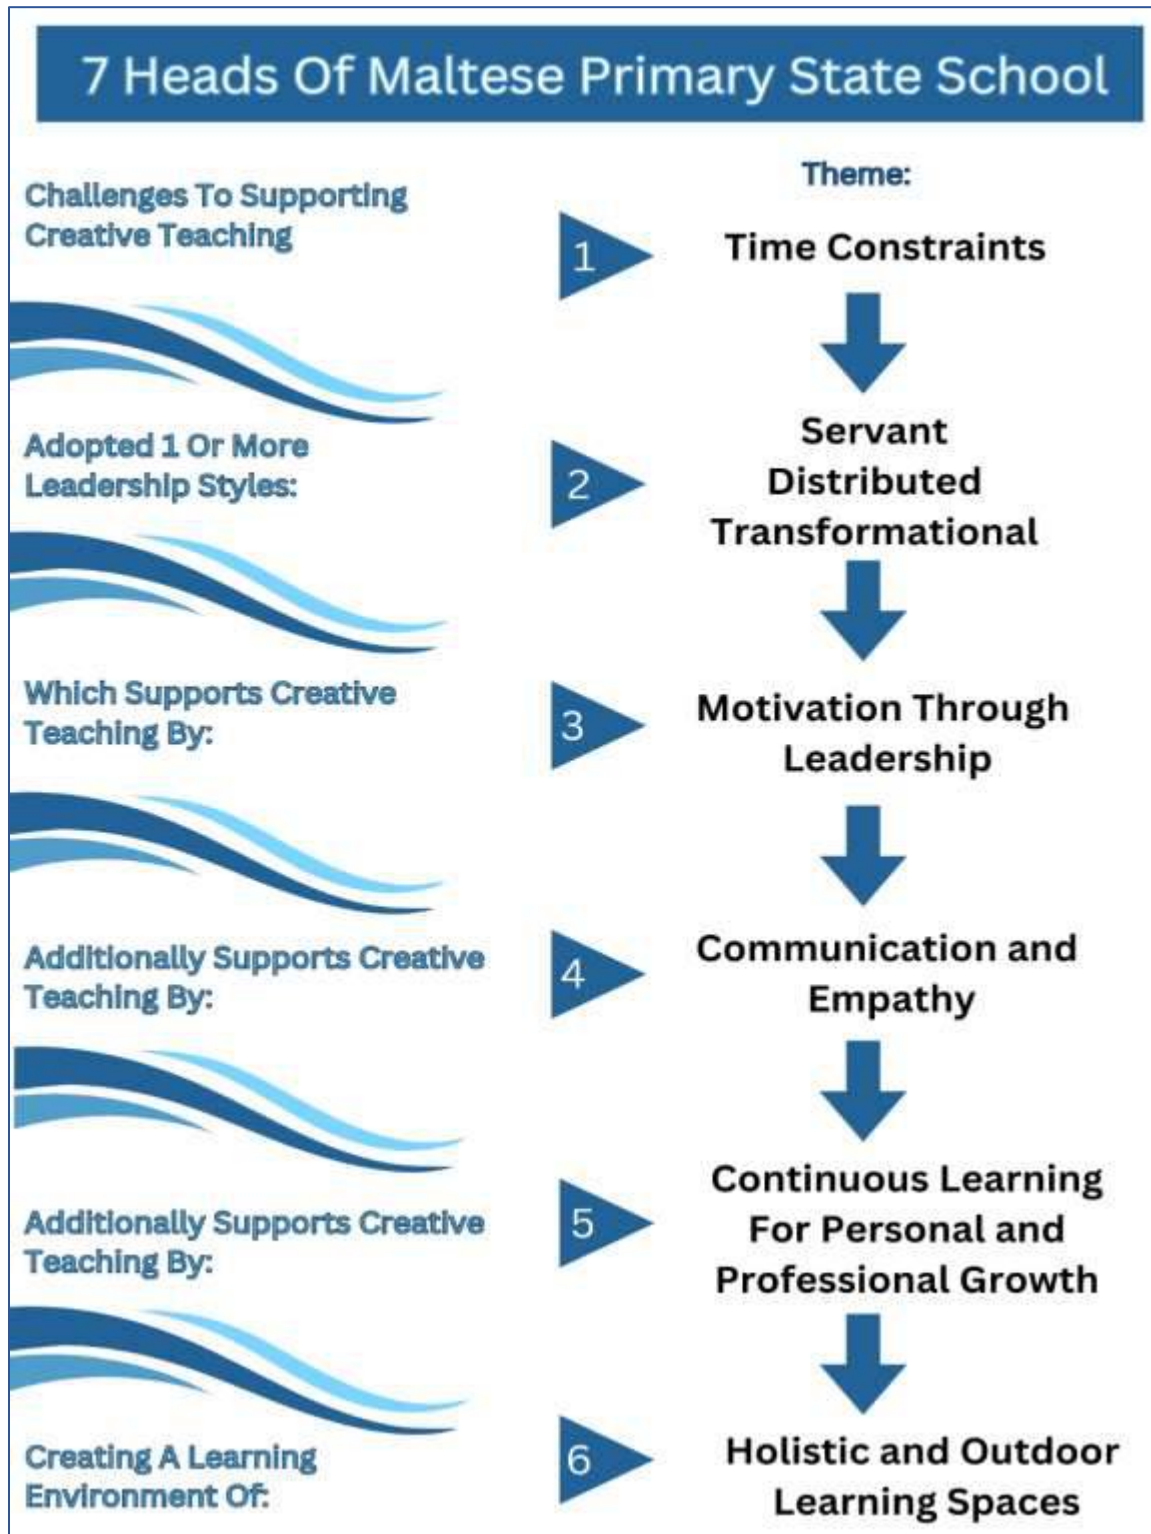 7 Heads Of Maltese Primary State School
Theme:
Challenges To Supporting
Creative Teaching
1
Time Constraints
Adopted 1 Or More
Leadership Styles:
2
Servant
Distributed
Transformational
Which Supports Creative
Teaching By:
3
Motivation Through
Leadership
Additionally Supports Creative
Teaching By:
4
Communication and
Empathy
Additionally Supports Creative
Teaching By:
5
Continuous Learning
For Personal and
Professional Growth
Creating A Learning
Environment Of:
6
Holistic and Outdoor
Learning Spaces